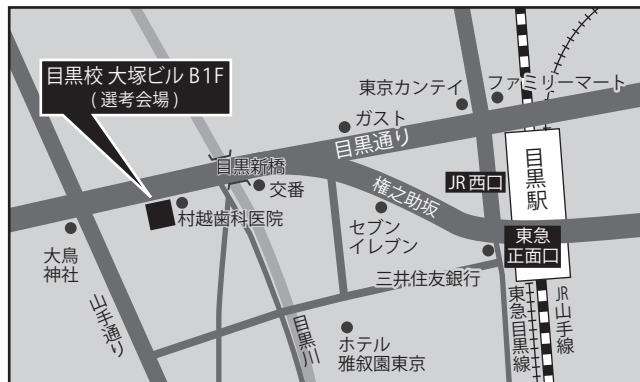 目黒校 大塚ビル B1F
( 選考会場 )
東京カンテイ
ファミリーマート
ガスト
目黒通り
目黒新橋
交番
村越歯科医院
大鳥
神社
山手通り
目黒川
権之助坂
セブン
イレブン
JR 西口
目黒駅
東急
正面口
三井住友銀行
ホテル
雅叙園東京
東急目黒線
JR山手線